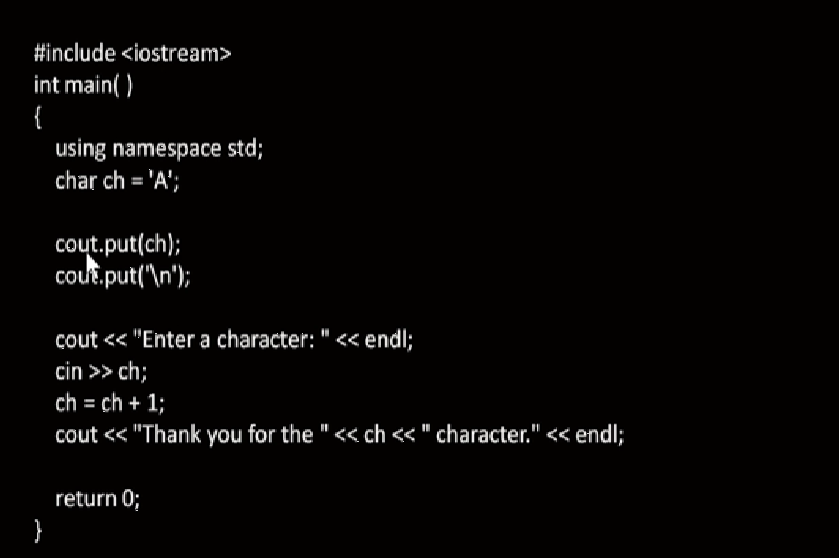 #include <iostream>
int main( )
{
using namespace std;
char ch = 'A';
cout.put(ch);
cout.put('\n');
cout << "Enter a character: " << endl;
cin >> ch;
ch = ch + 1;
cout << "Thank you for the " << ch << " character." << endl;
return 0;
}